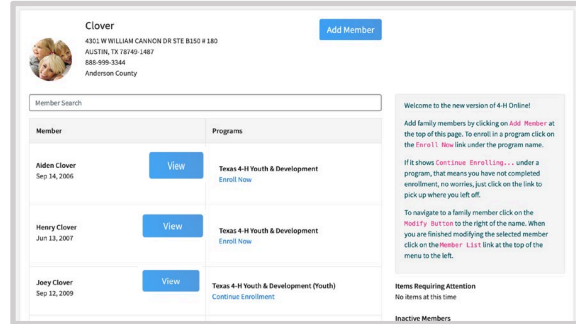 Clover
Add Member
4301 W WILLIAM CANNON DR STE B150 # 180
AUSTIN, TX 78749-1487
888-999-3344
Anderson County
Member Search
Member
Programs
Aiden Clover
Sep 14, 2006
View
Texas 4-H Youth & Development
Enroll Now
Henry Clover
Jun 13, 2007
View
Texas 4-H Youth & Development
Enroll Now
Joey Clover
Sep 12, 2009
View
Texas 4-H Youth & Development (Youth)
Continue Enrollment
Welcome to the new version of 4-H Online!
Add family members by clicking on Add Member at
the top of this page. To enroll in a program click on
the Enroll Now link under the program name.
If it shows Continue Enrolling... under a
program, that means you have not completed
enrollment, no worries, just click on the link to
pick up where you left off.
To navigate to a family member click on the
Modify Button to the right of the name. When
you are finished modifying the selected member
click on the Member List link at the top of the
menu to the left.
Items Requiring Attention
No items at this time
Inactive Members